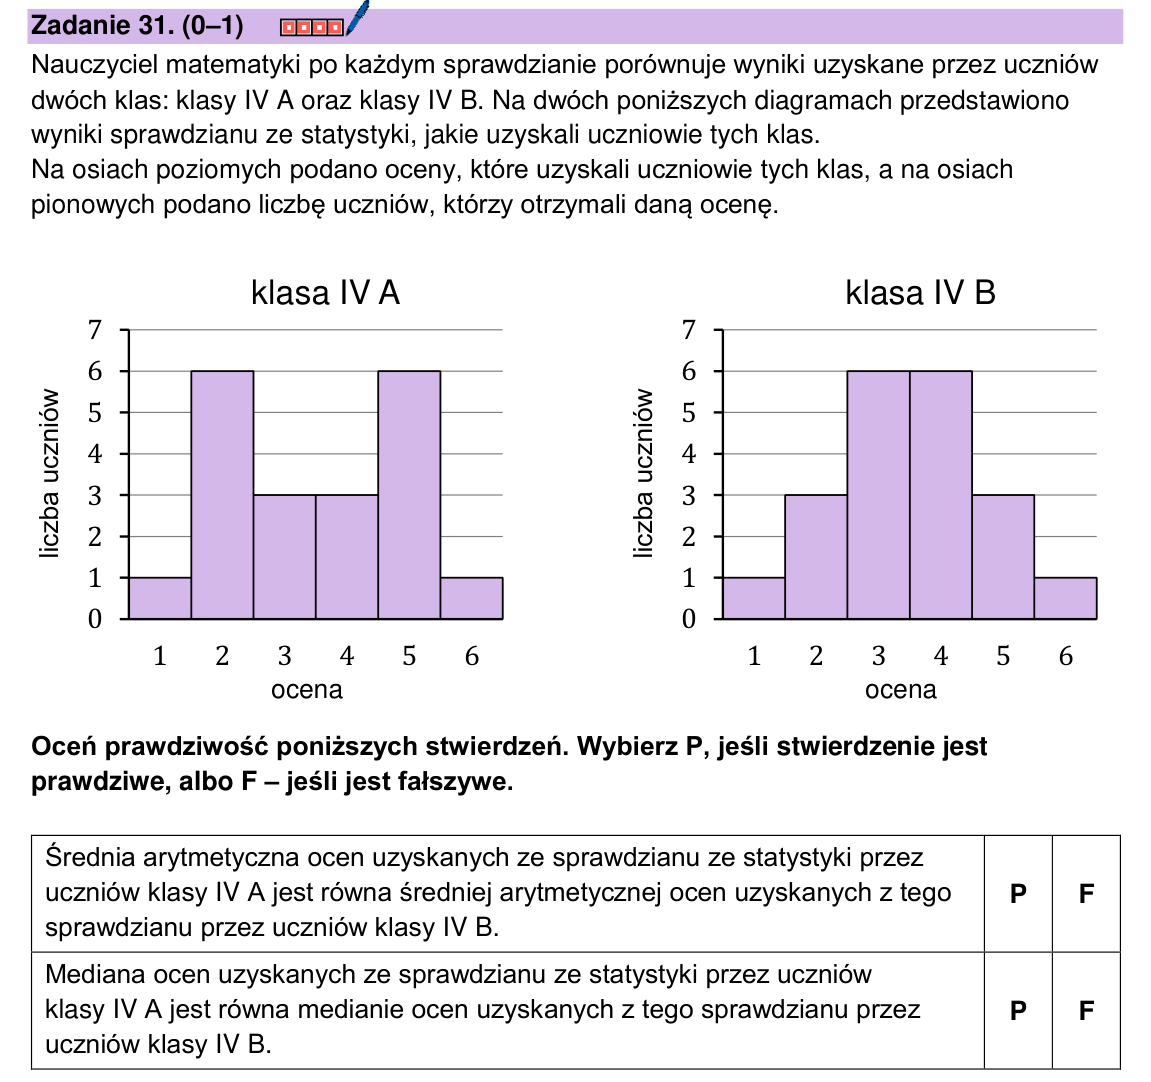 Zadanie 31. (0–1)
Nauczyciel matematyki po każdym sprawdzianie porównuje wyniki uzyskane przez uczniów
dwóch klas: klasy IV A oraz klasy IV B. Na dwóch poniższych diagramach przedstawiono
wyniki sprawdzianu ze statystyki, jakie uzyskali uczniowie tych klas.
Na osiach poziomych podano oceny, które uzyskali uczniowie tych klas, a na osiach
pionowych podano liczbę uczniów, którzy otrzymali daną ocenę.
klasa IV A
7
6
5
4
3
2
1
0
liczba uczniów
1 2 3 4 5 6
ocena
klasa IV B
7
6
5
4
3
2
1
0
liczba uczniów
1 2 3 4 5 6
ocena
Oceń prawdziwość poniższych stwierdzeń. Wybierz P, jeśli stwierdzenie jest
prawdziwe, albo F – jeśli jest fałszywe.
Średnia arytmetyczna ocen uzyskanych ze sprawdzianu ze statystyki przez
uczniów klasy IV A jest równa średniej arytmetycznej ocen uzyskanych z tego
sprawdzianu przez uczniów klasy IV B.
P F
Mediana ocen uzyskanych ze sprawdzianu ze statystyki przez uczniów
klasy IV A jest równa medianie ocen uzyskanych z tego sprawdzianu przez
uczniów klasy IV B.
P F